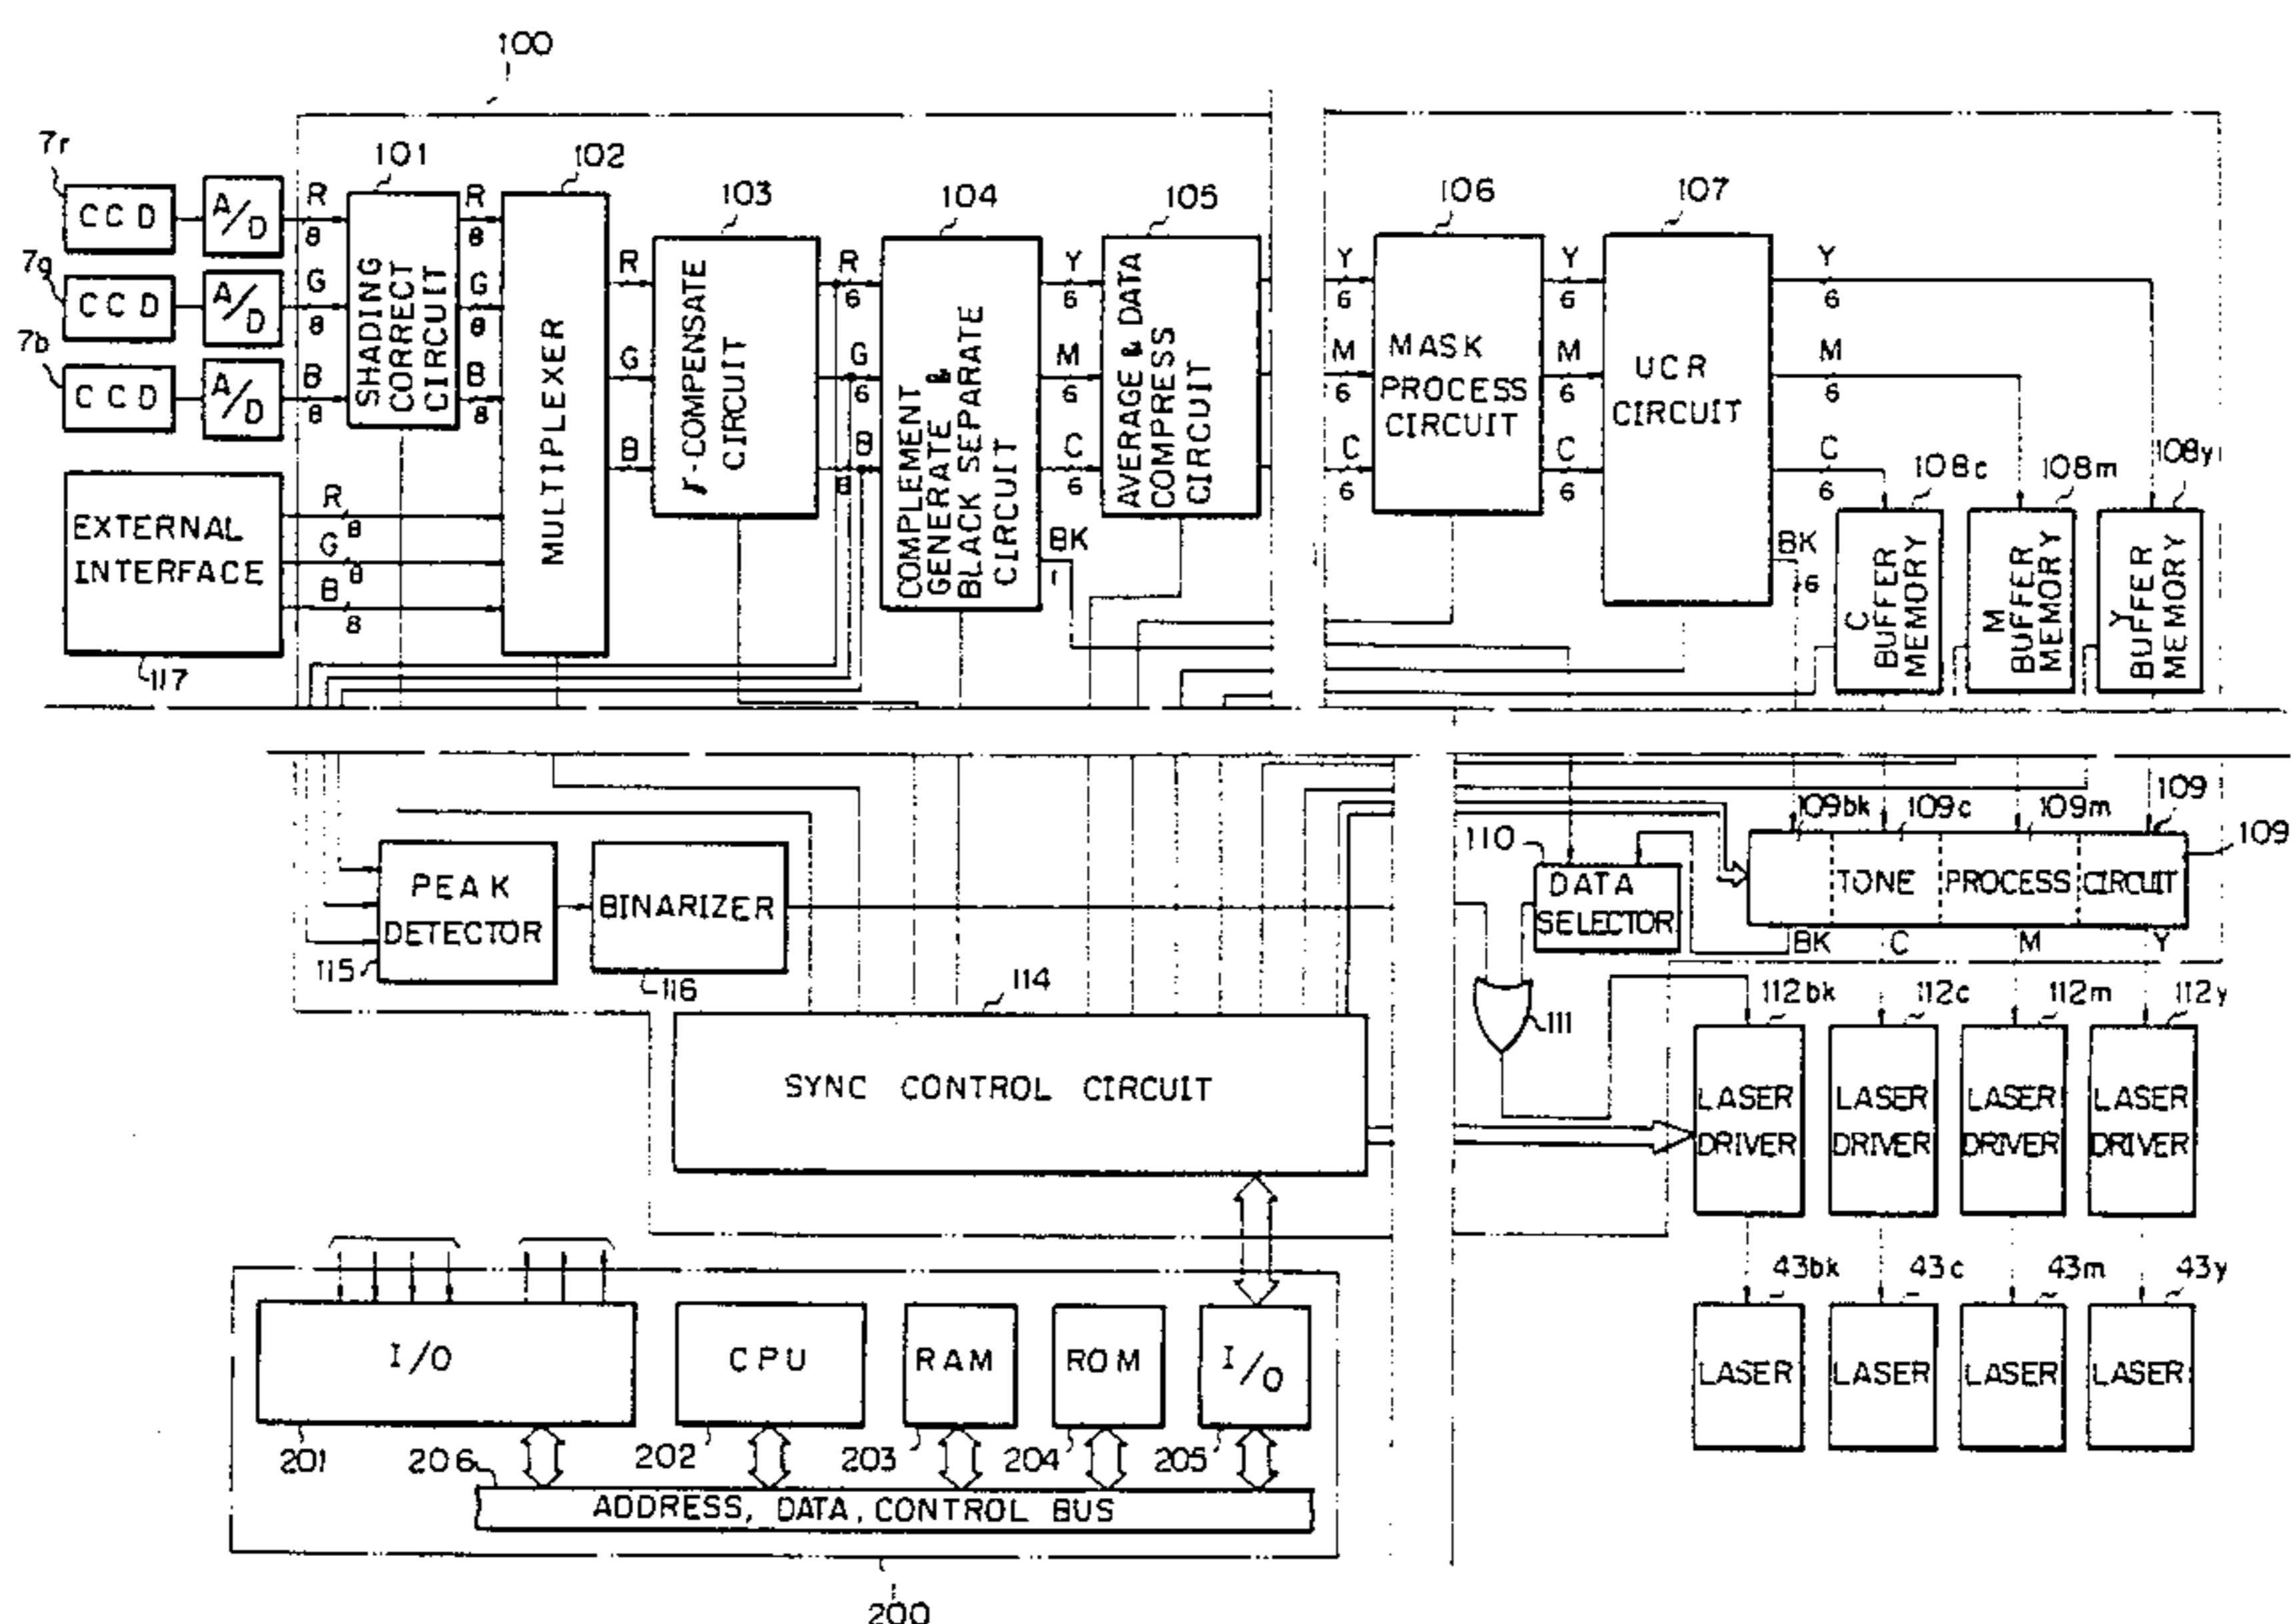 100
7r
101
102
103
104
105
106
107
CCD
A/D
R
8
R
8
7g
CCD
A/D
G
8
G
8
7b
CCD
A/D
B
8
B
8
SHADING
CORRECT
CIRCUIT
MULTIPLEXER
R
G
B
γ-COMPENSATE
CIRCUIT
R
6
G
6
B
8
COMPLEMENT
GENERATE &
BLACK SEPARATE
CIRCUIT
Y
6
M
6
C
6
BK
1
AVERAGE & DATA
COMPRESS
CIRCUIT
Y
6
M
6
C
6
MASK
PROCESS
CIRCUIT
Y
6
M
6
C
6
UCR
CIRCUIT
Y
6
M
6
C
6
BK
6
108c
108m
108y
C
BUFFER
MEMORY
M
BUFFER
MEMORY
Y
BUFFER
MEMORY
EXTERNAL
INTERFACE
R
8
G
8
B
8
117
109bk
109c
109m
109
110
109
PEAK
DETECTOR
115
BINARIZER
116
DATA
SELECTOR
TONE PROCESS CIRCUIT
BK
C
M
Y
114
111
112bk
112c
112m
112y
SYNC CONTROL CIRCUIT
LASER
DRIVER
LASER
DRIVER
LASER
DRIVER
LASER
DRIVER
43bk
43c
43m
43y
I/O
CPU
RAM
ROM
I/O
LASER
LASER
LASER
LASER
201
206
202
203
204
205
ADDRESS, DATA, CONTROL BUS
200